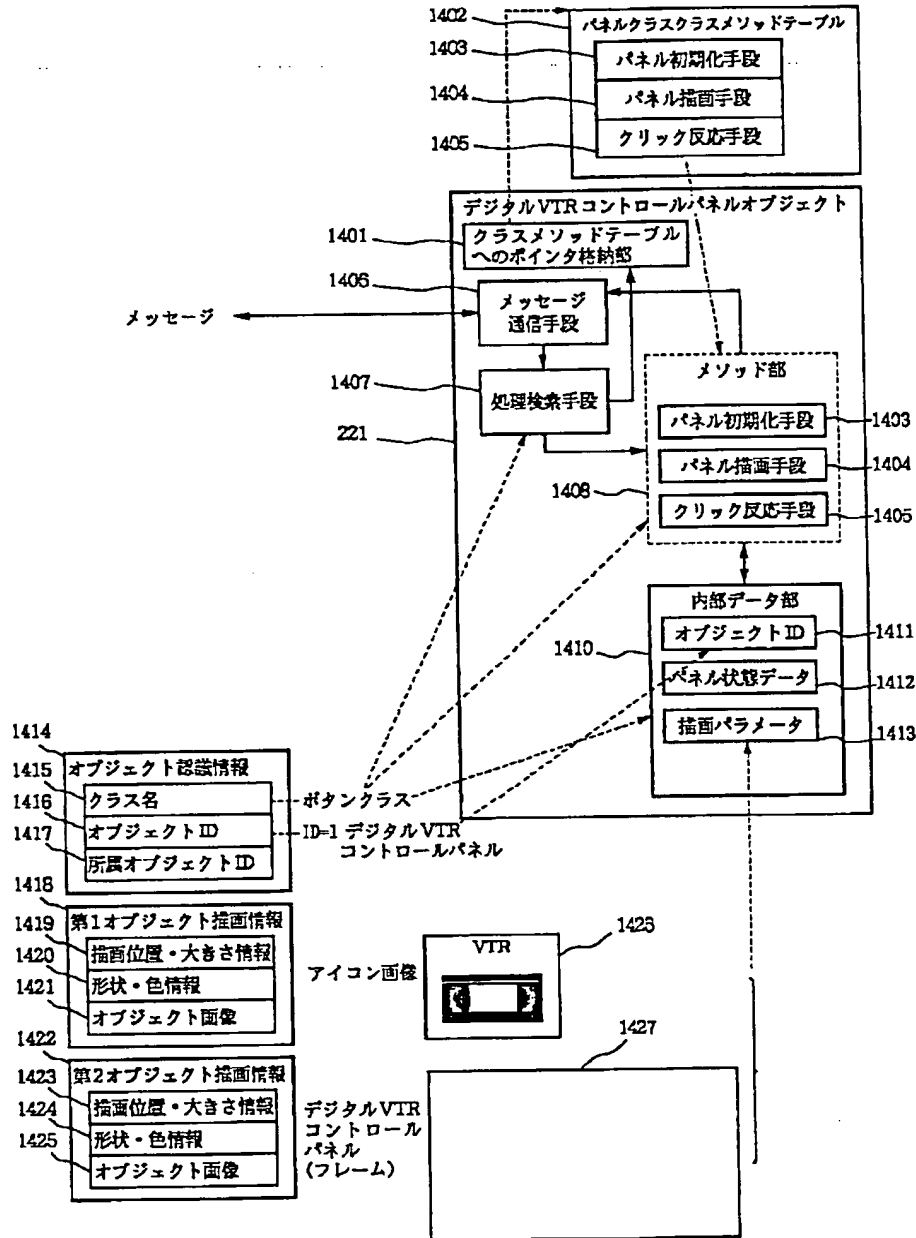 1402
パネルクラスクラスメソッドテーブル
1403
パネル初期化手段
1404
パネル描画手段
1405
クリック反応手段
デジタルVTRコントロールパネルオブジェクト
1401
クラスメソッドテーブル
へのポインタ格納部
1406
メッセージ
メッセージ
通信手段
1407
処理検索手段
221
メソッド部
パネル初期化手段
1403
パネル描画手段
1404
1408
クリック反応手段
1405
内部データ部
オブジェクトID
1411
1410
パネル状態データ
1412
描画パラメータ
1413
1414
オブジェクト認識情報
1415
クラス名
ボタンクラス
1416
オブジェクトID
ID=1 デジタルVTR
コントロールパネル
1417
所属オブジェクトID
1418
第1オブジェクト描画情報
1419
描画位置・大きさ情報
1420
形状・色情報
1421
オブジェクト画像
アイコン画像
VTR
1426
1422
第2オブジェクト描画情報
1423
描画位置・大きさ情報
1424
形状・色情報
1425
オブジェクト画像
デジタルVTR
コントロール
パネル
(フレーム)
1427